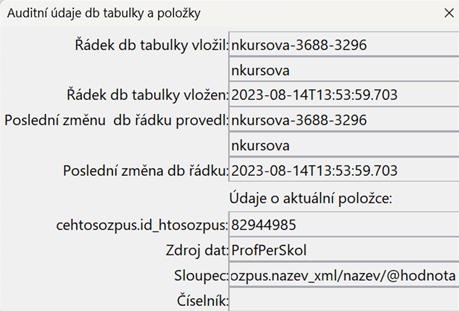 Auditní údaje db tabulky a položky
Řádek db tabulky vložil: nkursova-3688-3296
nkursova
Řádek db tabulky vložen: 2023-08-14T13:53:59.703
Poslední změnu db řádku provedl: nkursova-3688-3296
nkursova
Poslední změna db řádku: 2023-08-14T13:53:59.703
Údaje o aktuální položce:
cehtosozpus.id_htosozpus: 82944985
Zdroj dat: ProfPerSkol
Sloupec: ozpus.nazev_xml/nazev/@hodnota
Číselník: